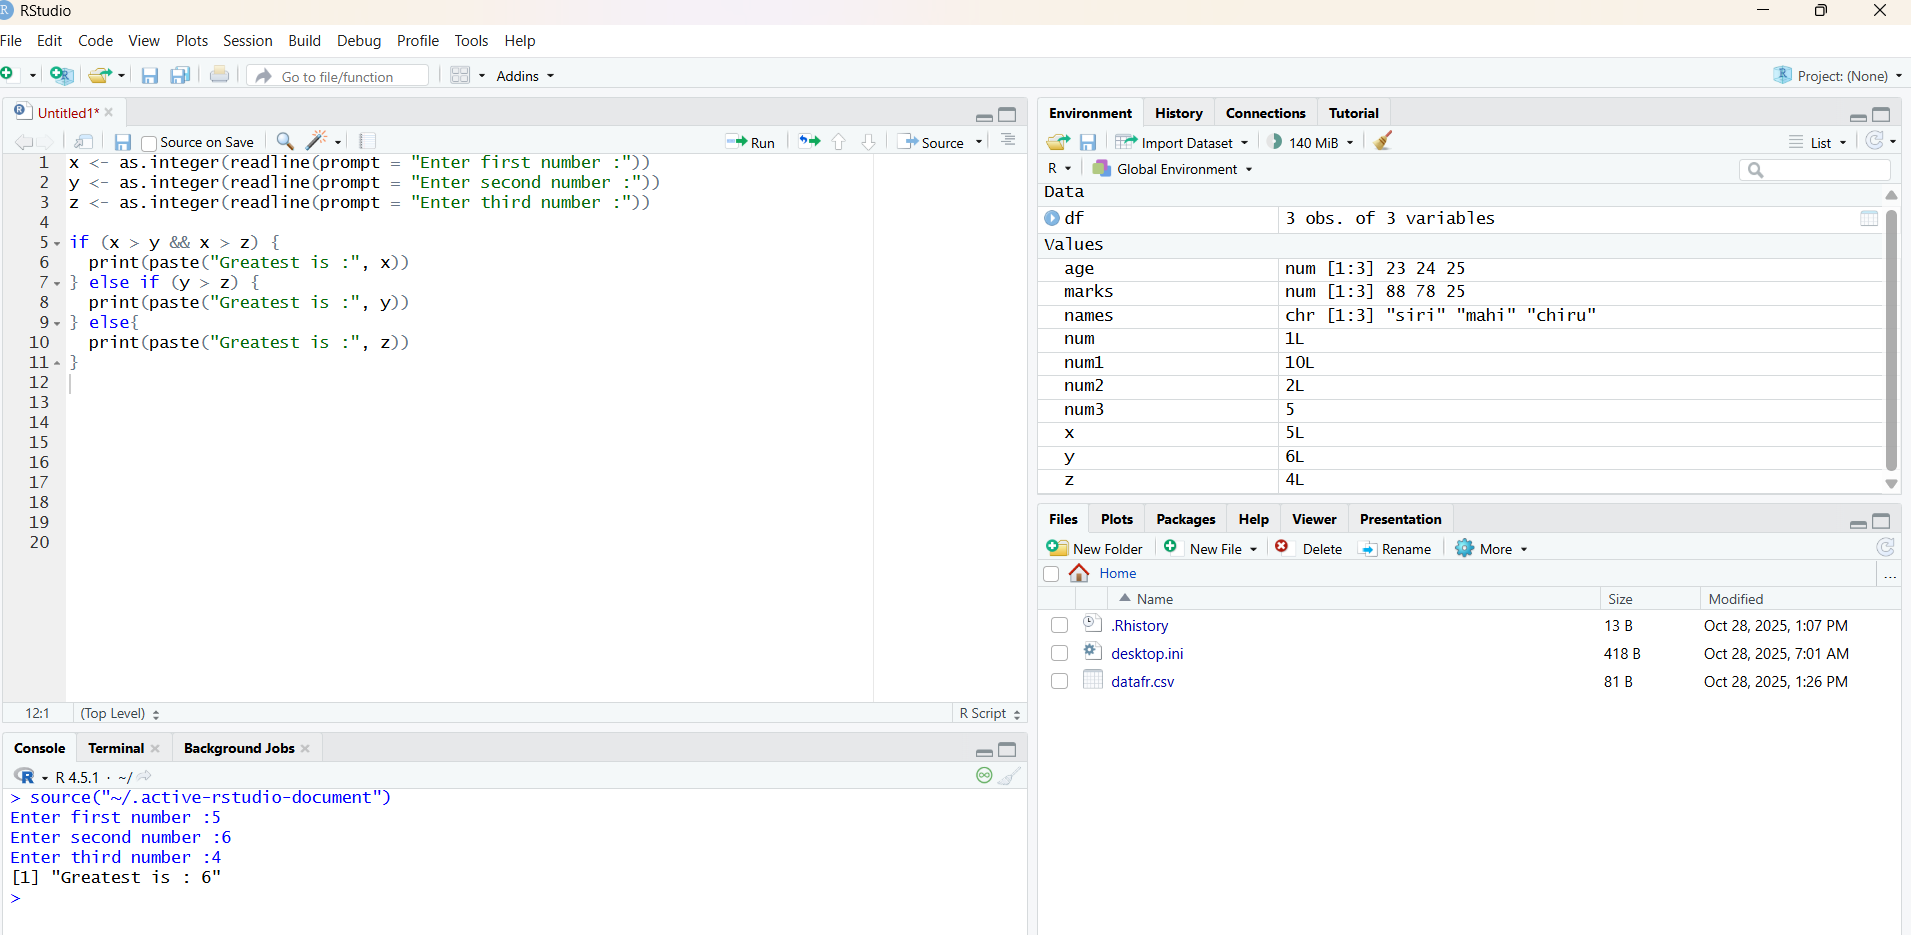 RStudio
File Edit Code View Plots Session Build Debug Profile Tools Help
Go to file/function Addins Project: (None)
Untitled1*
Source on Save Run Source
1 x <- as.integer(readline(prompt = "Enter first number :"))
2 y <- as.integer(readline(prompt = "Enter second number :"))
3 z <- as.integer(readline(prompt = "Enter third number :"))
4
5 if (x > y && x > z) {
6   print(paste("Greatest is :", x))
7 } else if (y > z) {
8   print(paste("Greatest is :", y))
9 } else{
10   print(paste("Greatest is :", z))
11 }
12
13
14
15
16
17
18
19
20
12:1 (Top Level) R Script
Console Terminal Background Jobs
R R 4.5.1 · ~/
> source("~/.active-rstudio-document")
Enter first number :5
Enter second number :6
Enter third number :4
[1] "Greatest is : 6"
>
Environment History Connections Tutorial
Import Dataset 140 MiB List
R Global Environment
Data
df 3 obs. of 3 variables
Values
age num [1:3] 23 24 25
marks num [1:3] 88 78 25
names chr [1:3] "siri" "mahi" "chiru"
num 1L
num1 10L
num2 2L
num3 5
x 5L
y 6L
z 4L
Files Plots Packages Help Viewer Presentation
New Folder New File Delete Rename More
Home ...
Name Size Modified
.Rhistory 13 B Oct 28, 2025, 1:07 PM
desktop.ini 418 B Oct 28, 2025, 7:01 AM
datafr.csv 81 B Oct 28, 2025, 1:26 PM